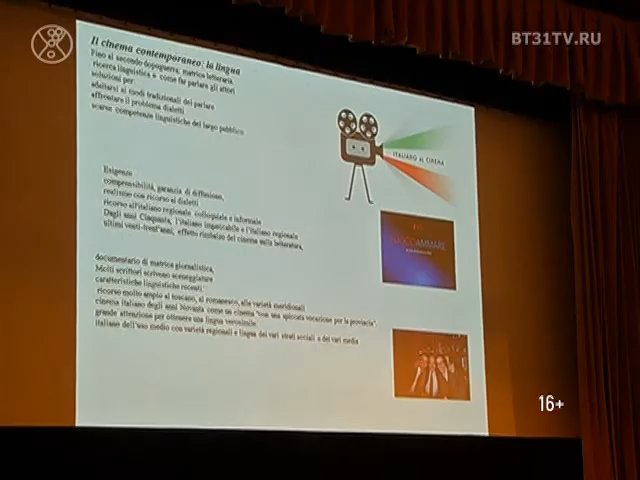 BT31TV.RU
Il cinema contemporaneo: la lingua
Fino al secondo dopoguerra, matrice letteraria,
ricerca linguistica e come far parlare gli attori
soluzioni per
adattarsi ai modi tradizionali del parlare
affrontare il problema dialetti
scarse competenze linguistiche del largo pubblico
ITALIANO AL CINEMA
Esigenze
comprensibilità, garanzia di diffusione,
realismo con ricorso ai dialetti
ricorso all'italiano regionale colloquiale e informale
Dagli anni Cinquanta, l'italiano impeccabile e l'italiano regionale
ultimi venti-trent'anni, effetto rimbalzo del cinema sulla letteratura,
FUOCOAMMARE
documentario di matrice giornalistica,
Molti scrittori scrivono sceneggiature
caratteristiche linguistiche recenti:
ricorso molto ampio al toscano, al romanesco, alle varietà meridionali
cinema italiano degli anni Novanta come un cinema "con una spiccata vocazione per la provincia".
grande attenzione per ottenere una lingua verosimile
italiano dell'uso medio con varietà regionali e lingua dei vari strati sociali e dei vari media
16+